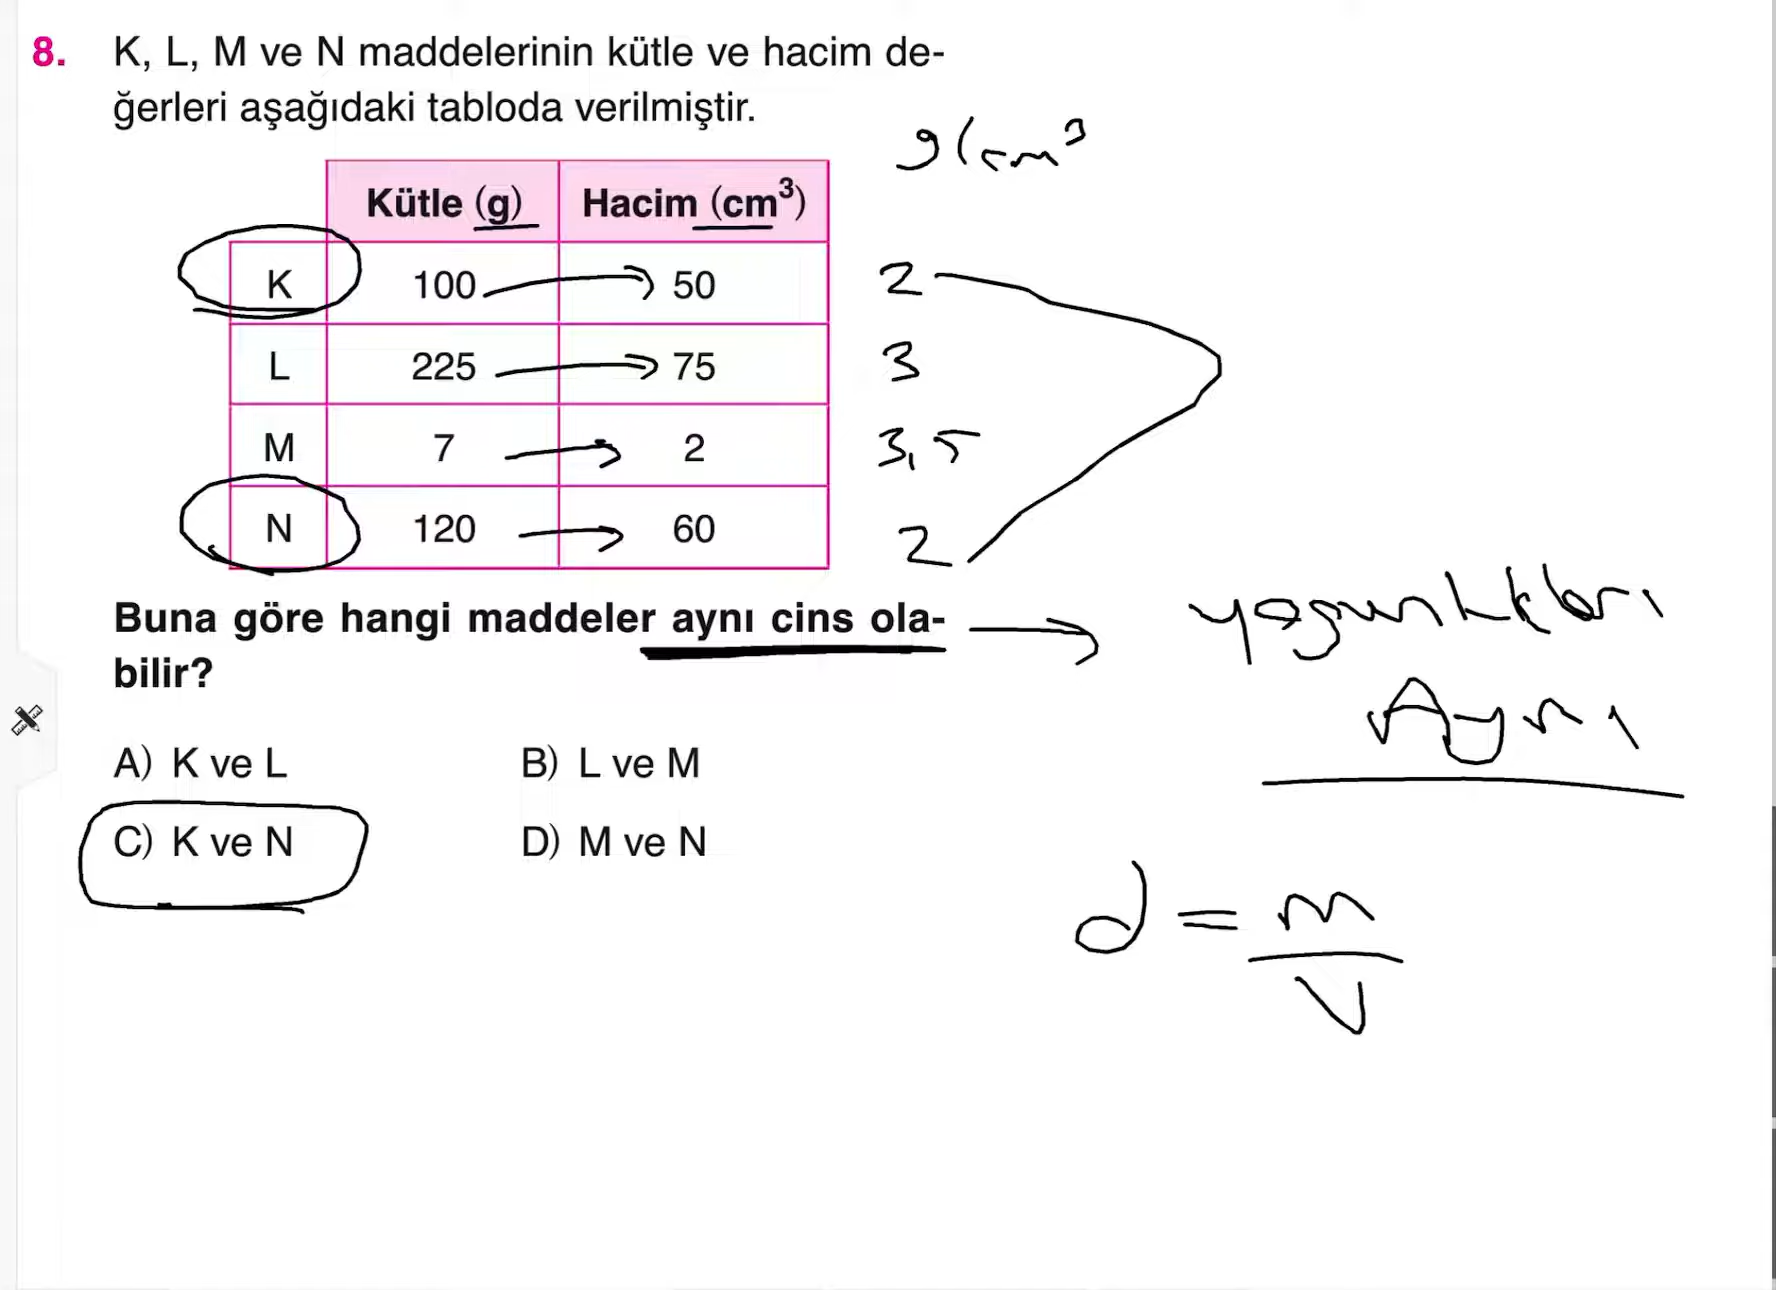 8. K, L, M ve N maddelerinin kütle ve hacim de-
ğerleri aşağıdaki tabloda verilmiştir.
g/cm³
Kütle (g) Hacim (cm³)
K 100 50 2
L 225 75 3
M 7 2 3,5
N 120 60 2
Buna göre hangi maddeler aynı cins ola-
bilir?
yoğunlukları
Aynı
A) K ve L B) L ve M
C) K ve N D) M ve N
d = m
V